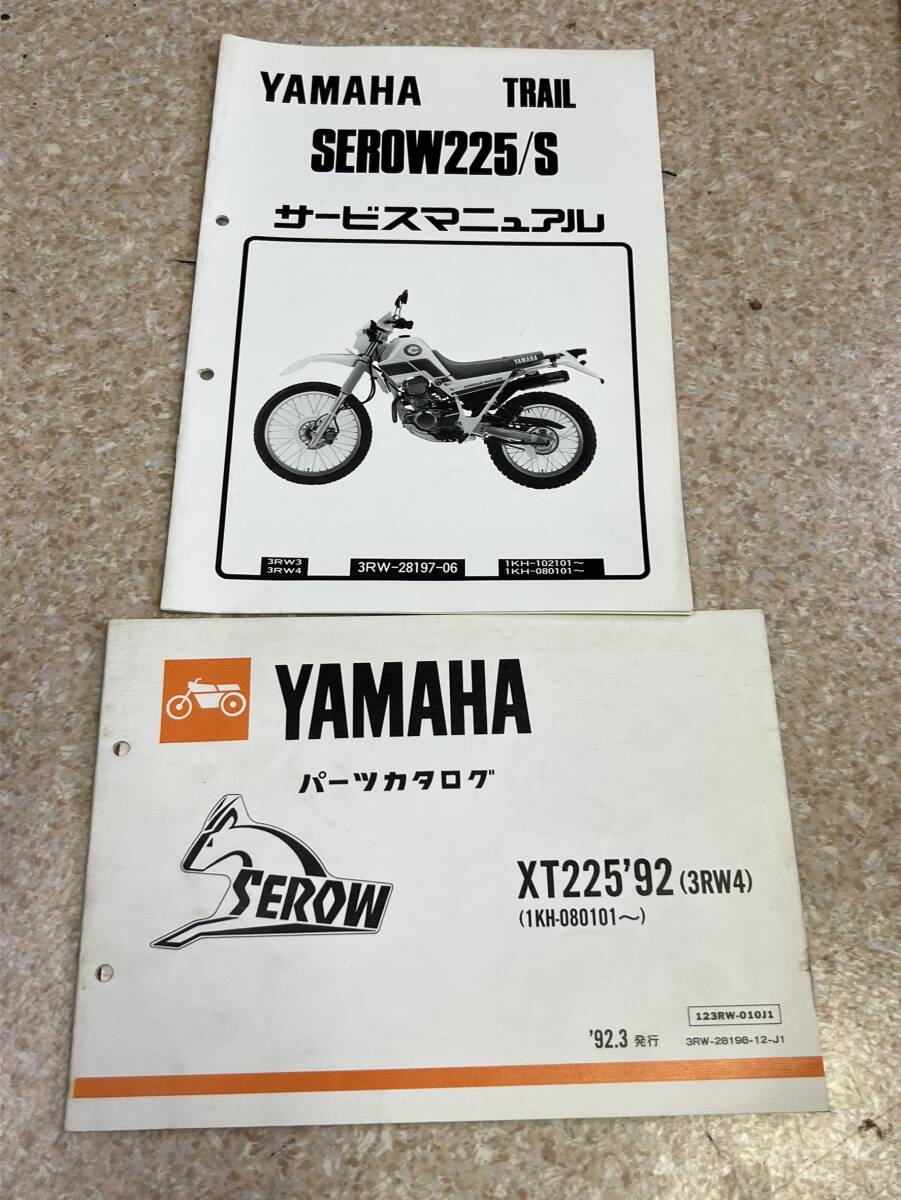 YAMAHA TRAIL
SEROW225/S
サービスマニュアル
YAMAHA
3RW3
3RW4
3RW-28197-06
1KH-102101～
1KH-080101～
YAMAHA
パーツカタログ
SEROW
XT225'92 (3RW4)
(1KH-080101～)
123RW-010J1
'92.3 発行
3RW-28198-12-J1